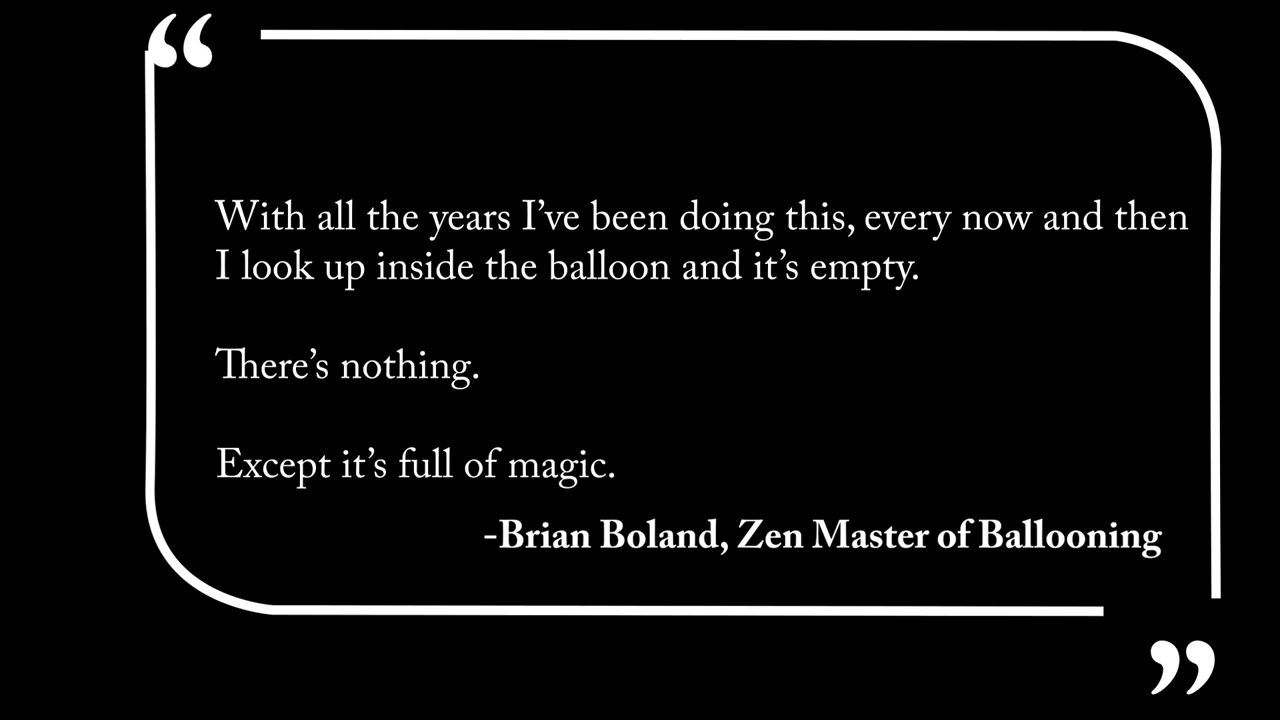 “
With all the years I’ve been doing this, every now and then
I look up inside the balloon and it’s empty.
There’s nothing.
Except it’s full of magic.
-Brian Boland, Zen Master of Ballooning
”